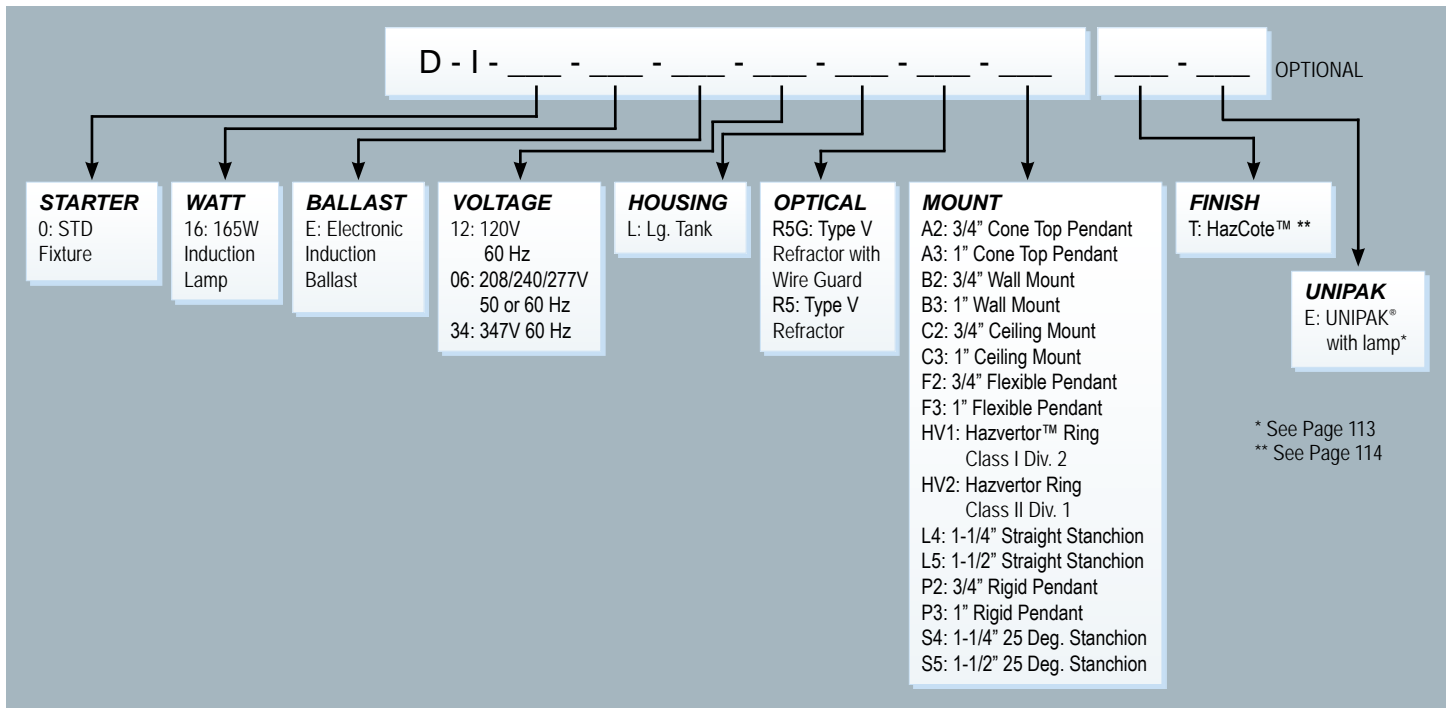 D - I - ___ - ___ - ___ - ___ - ___ - ___ - ___ ___ - ___ OPTIONAL
STARTER
0: STD
Fixture
WATT
16: 165W
Induction
Lamp
BALLAST
E: Electronic
Induction
Ballast
VOLTAGE
12: 120V
60 Hz
06: 208/240/277V
50 or 60 Hz
34: 347V 60 Hz
HOUSING
L: Lg. Tank
OPTICAL
R5G: Type V
Refractor with
Wire Guard
R5: Type V
Refractor
MOUNT
A2: 3/4” Cone Top Pendant
A3: 1” Cone Top Pendant
B2: 3/4” Wall Mount
B3: 1” Wall Mount
C2: 3/4” Ceiling Mount
C3: 1” Ceiling Mount
F2: 3/4” Flexible Pendant
F3: 1” Flexible Pendant
HV1: Hazvertor™ Ring
Class I Div. 2
HV2: Hazvertor Ring
Class II Div. 1
L4: 1-1/4” Straight Stanchion
L5: 1-1/2” Straight Stanchion
P2: 3/4” Rigid Pendant
P3: 1” Rigid Pendant
S4: 1-1/4” 25 Deg. Stanchion
S5: 1-1/2” 25 Deg. Stanchion
FINISH
T: HazCote™ **
UNIPAK
E: UNIPAK®
with lamp*
* See Page 113
** See Page 114